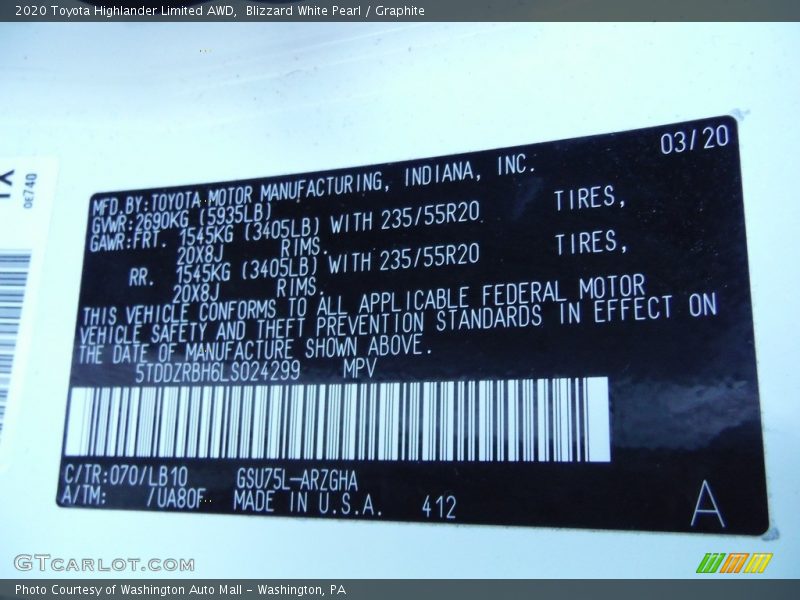 2020 Toyota Highlander Limited AWD,  Blizzard White Pearl / Graphite
0E740
03/20
MFD.BY:TOYOTA MOTOR MANUFACTURING, INDIANA, INC.
GVWR:2690KG (5935LB)
GAWR:FRT. 1545KG (3405LB) WITH 235/55R20 TIRES,
20X8J RIMS.
RR. 1545KG (3405LB) WITH 235/55R20 TIRES,
20X8J RIMS.
THIS VEHICLE CONFORMS TO ALL APPLICABLE FEDERAL MOTOR
VEHICLE SAFETY AND THEFT PREVENTION STANDARDS IN EFFECT ON
THE DATE OF MANUFACTURE SHOWN ABOVE.
5TDDZRBH6LS024299 MPV
C/TR:070/LB10 GSU75L-ARZGHA
A/TM: /UA80F MADE IN U.S.A. 412
A
GTCARLOT.COM
Photo Courtesy of Washington Auto Mall - Washington, PA